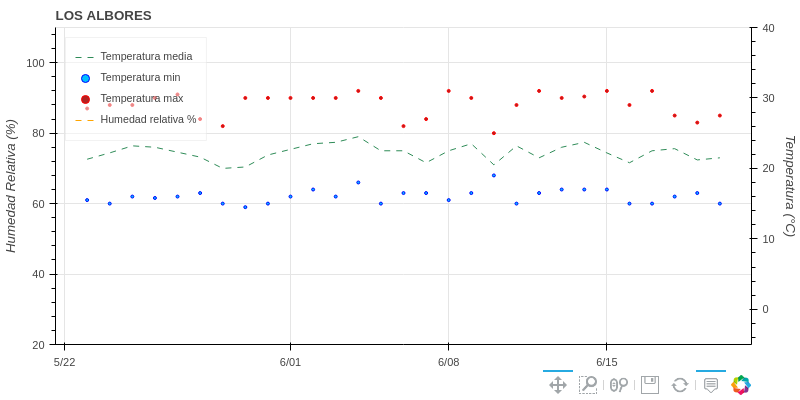 LOS ALBORES
Temperatura media
Temperatura min
Temperatura max
Humedad relativa %
Humedad Relativa (%)
100
80
60
40
20
Temperatura (°C)
40
30
20
10
0
5/22
6/01
6/08
6/15